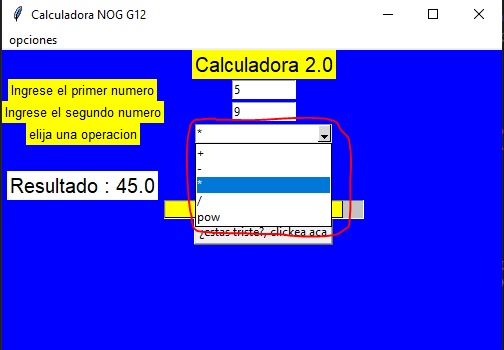 Calculadora NOG G12
opciones
Calculadora 2.0
Ingrese el primer numero 5
Ingrese el segundo numero 9
elija una operacion *
+
-
*
/
pow
Resultado : 45.0
¿estas triste?, clickea aca